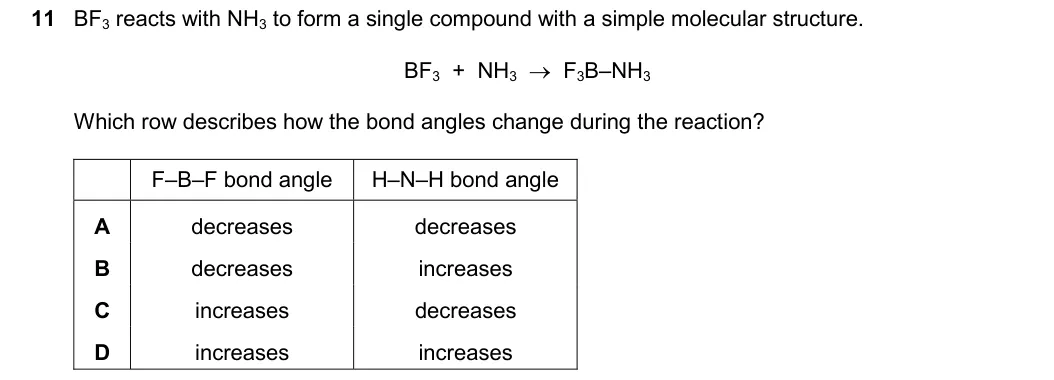 11 BF3 reacts with NH3 to form a single compound with a simple molecular structure.
BF3 + NH3 → F3B–NH3
Which row describes how the bond angles change during the reaction?
F–B–F bond angle H–N–H bond angle
A decreases decreases
B decreases increases
C increases decreases
D increases increases